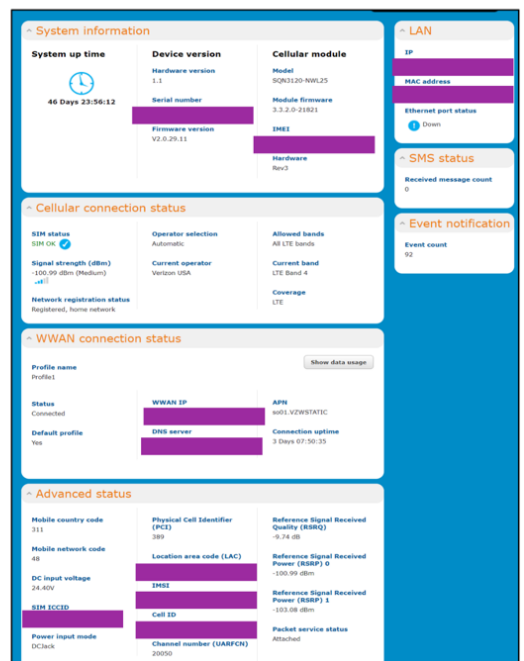 System information
System up time
46 Days 23:56:12
Device version
Hardware version
1.1
Serial number
Firmware version
V2.0.29.11
Cellular module
Model
SQN3120-NWL25
Module firmware
3.3.2.0-21821
IMEI
Hardware
Rev3
Cellular connection status
SIM status
SIM OK
Signal strength (dBm)
-100.99 dBm (Medium)
Network registration status
Registered, home network
Operator selection
Automatic
Current operator
Verizon USA
Allowed bands
All LTE bands
Current band
LTE Band 4
Coverage
LTE
WWAN connection status
Show data usage
Profile name
Profile1
Status
Connected
Default profile
Yes
WWAN IP
DNS server
APN
so01.VZWSTATIC
Connection uptime
3 Days 07:50:35
Advanced status
Mobile country code
311
Mobile network code
48
DC input voltage
24.40V
SIM ICCID
Power input mode
DCJack
Physical Cell Identifier
(PCI)
389
Location area code (LAC)
IMSI
Cell ID
Channel number (UARFCN)
20050
Reference Signal Received
Quality (RSRQ)
-9.74 dB
Reference Signal Received
Power (RSRP) 0
-100.99 dBm
Reference Signal Received
Power (RSRP) 1
-103.08 dBm
Packet service status
Attached
LAN
IP
MAC address
Ethernet port status
Down
SMS status
Received message count
0
Event notification
Event count
92